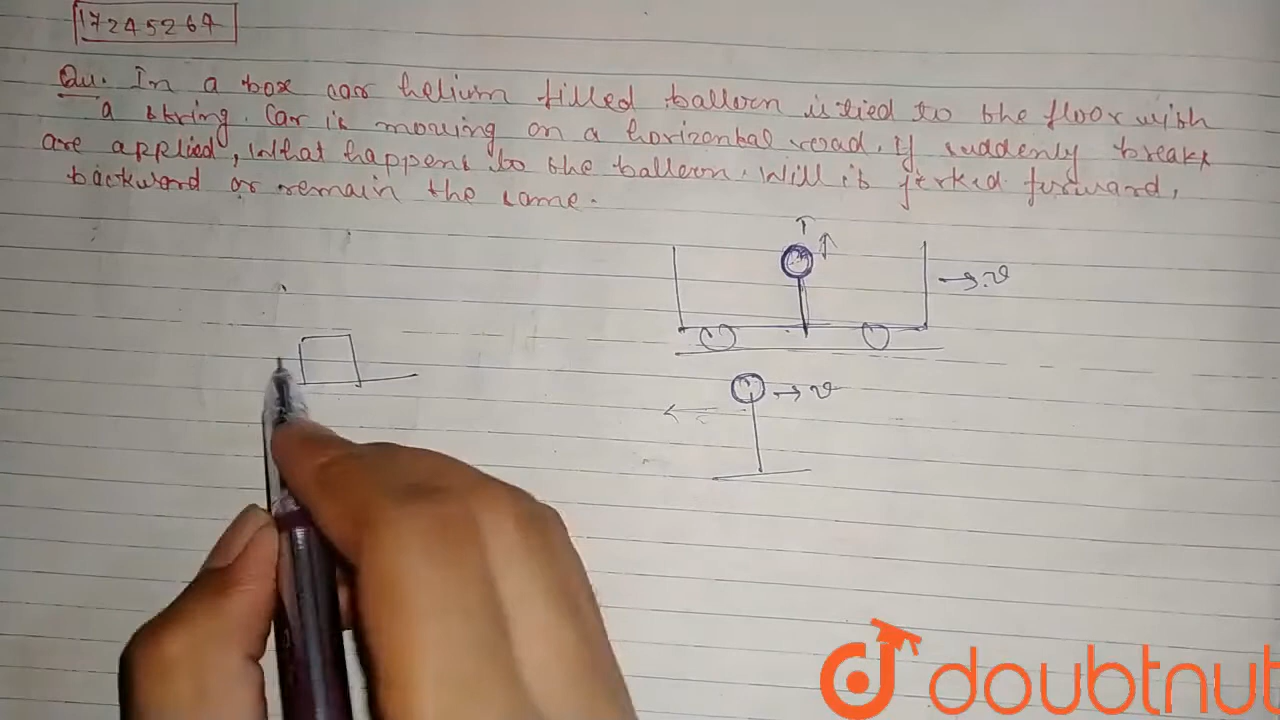 17245264
Qu. In a box car helium filled balloon is tied to the floor with
a string. Car is moving on a horizontal road. If suddenly breaks
are applied, What happens to the balloon. Will it jerked forward,
backword or remain the same.
T
→ v
→ v
doubtnut